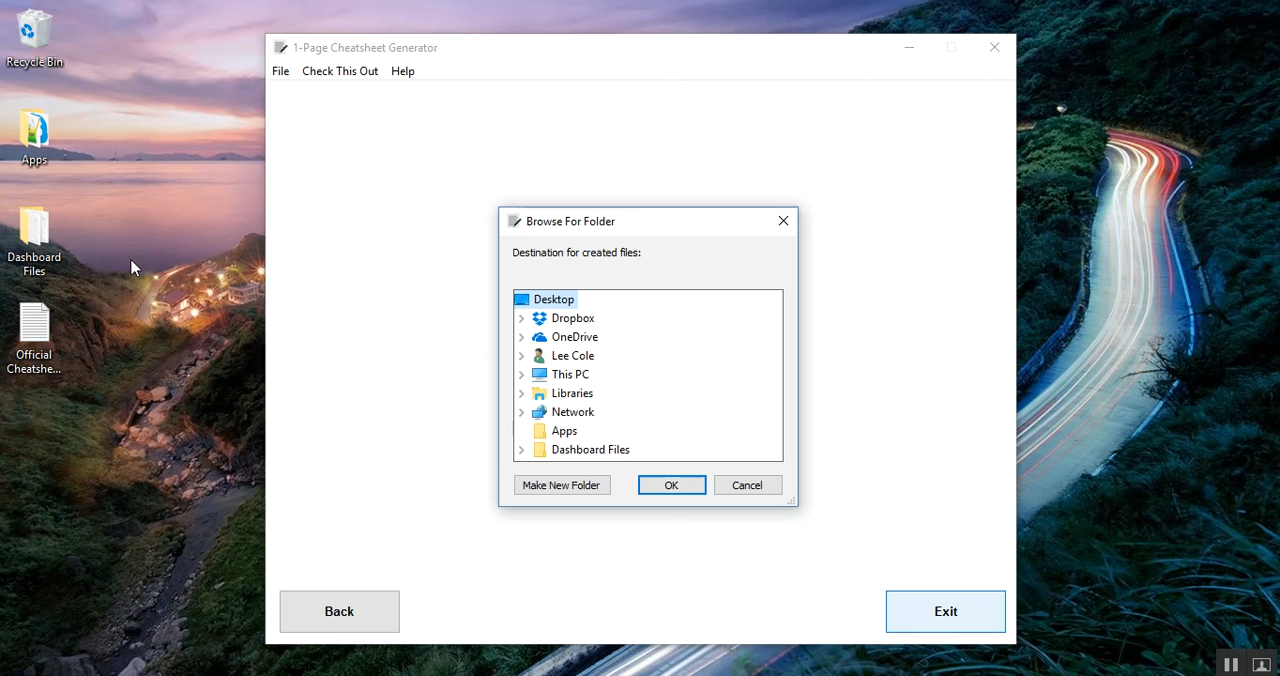 Recycle Bin
Apps
Dashboard
Files
Official
Cheatshe...
1-Page Cheatsheet Generator
File Check This Out Help
Browse For Folder
Destination for created files:
Desktop
Dropbox
OneDrive
Lee Cole
This PC
Libraries
Network
Apps
Dashboard Files
Make New Folder OK Cancel
Back Exit